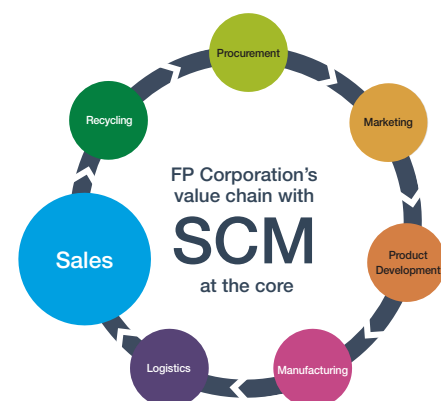 Procurement
Marketing
Product
Development
Manufacturing
Logistics
Sales
Recycling
FP Corporation's
value chain with
SCM
at the core